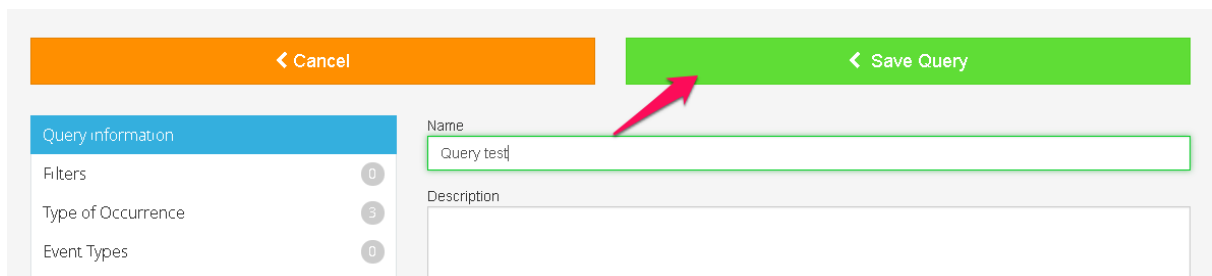 Cancel
Save Query
Query information
Filters 0
Type of Occurrence 3
Event Types 0
Name
Query test
Description